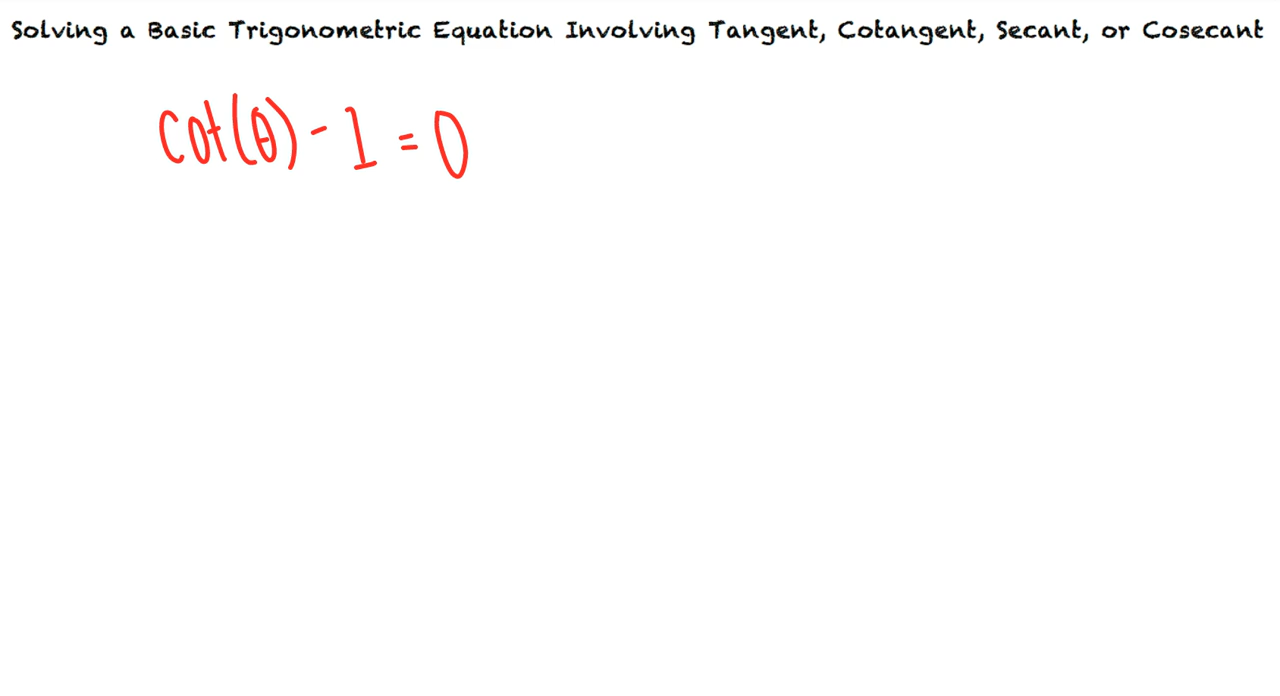 Solving a Basic Trigonometric Equation Involving Tangent, Cotangent, Secant, or Cosecant
Cot(θ) - 1 = 0